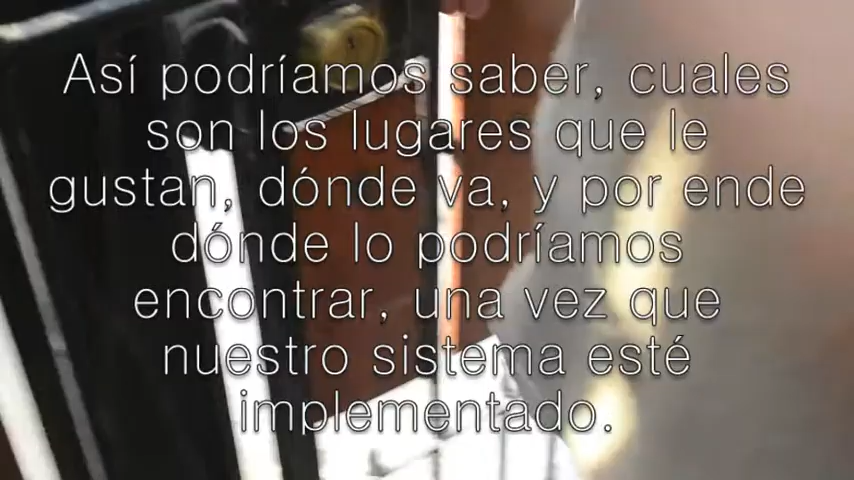 Así podríamos saber, cuales
son los lugares que le
gustan, dónde va, y por ende
dónde lo podríamos
encontrar, una vez que
nuestro sistema esté
implementado.